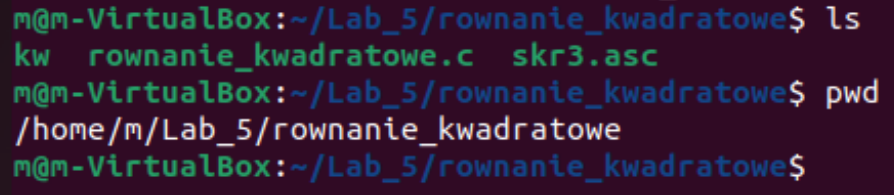 m@m-VirtualBox:~/Lab_5/rownanie_kwadratowe$ ls
kw  rownanie_kwadratowe.c  skr3.asc
m@m-VirtualBox:~/Lab_5/rownanie_kwadratowe$ pwd
/home/m/Lab_5/rownanie_kwadratowe
m@m-VirtualBox:~/Lab_5/rownanie_kwadratowe$